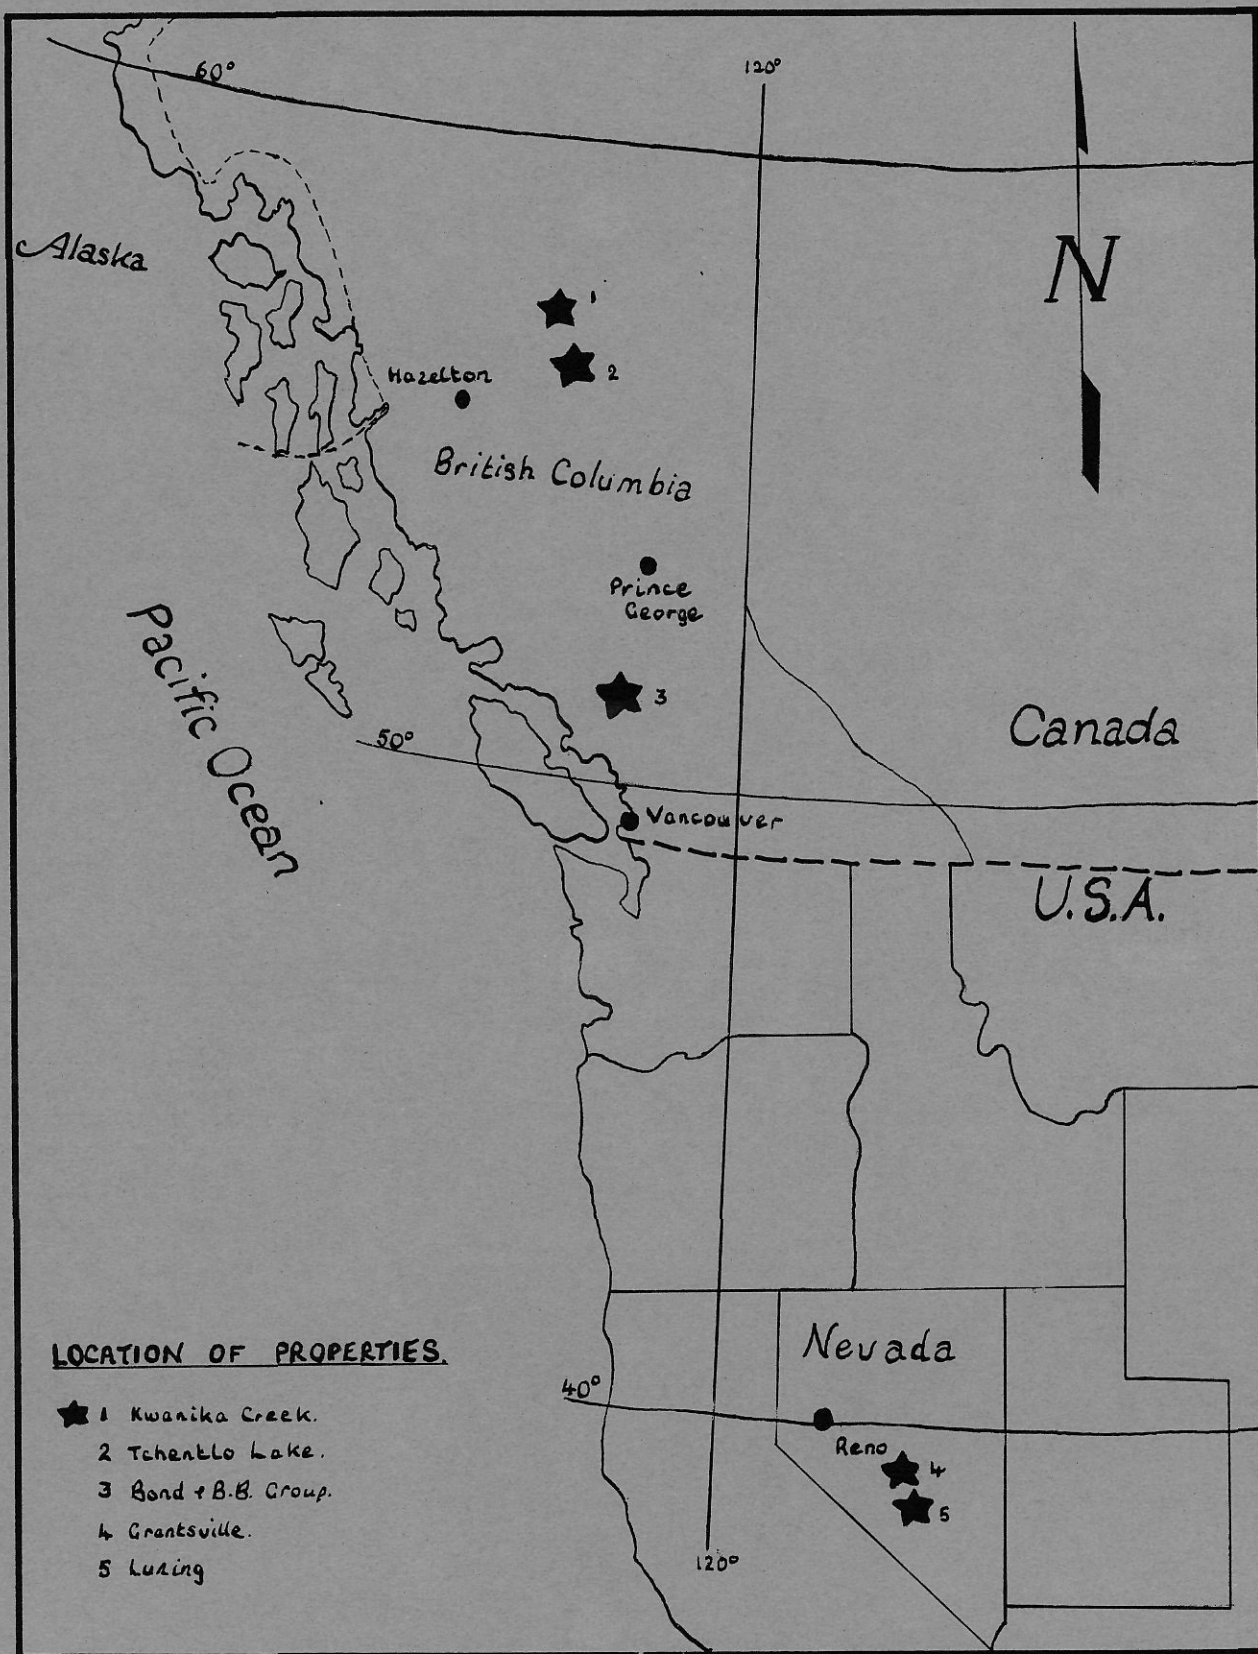 60°
120°
Alaska
N
1
2
Hazelton
British Columbia
Prince
George
Pacific Ocean
3
Canada
50°
Vancouver
U.S.A.
Nevada
LOCATION OF PROPERTIES.
40°
1 Kwanika Creek.
Reno
2 Tchentlo Lake.
4
3 Bond & B.B. Group.
5
4 Grantsville.
120°
5 Luning